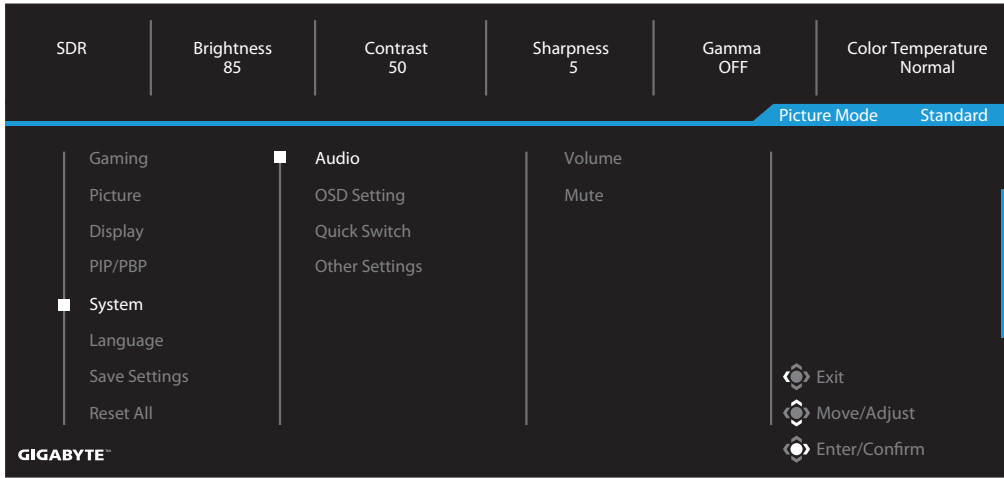 SDR
Brightness
85
Contrast
50
Sharpness
5
Gamma
OFF
Color Temperature
Normal
Picture Mode Standard
Gaming
Picture
Display
PIP/PBP
System
Language
Save Settings
Reset All
Audio
OSD Setting
Quick Switch
Other Settings
Volume
Mute
Exit
Move/Adjust
Enter/Confirm
GIGABYTE™